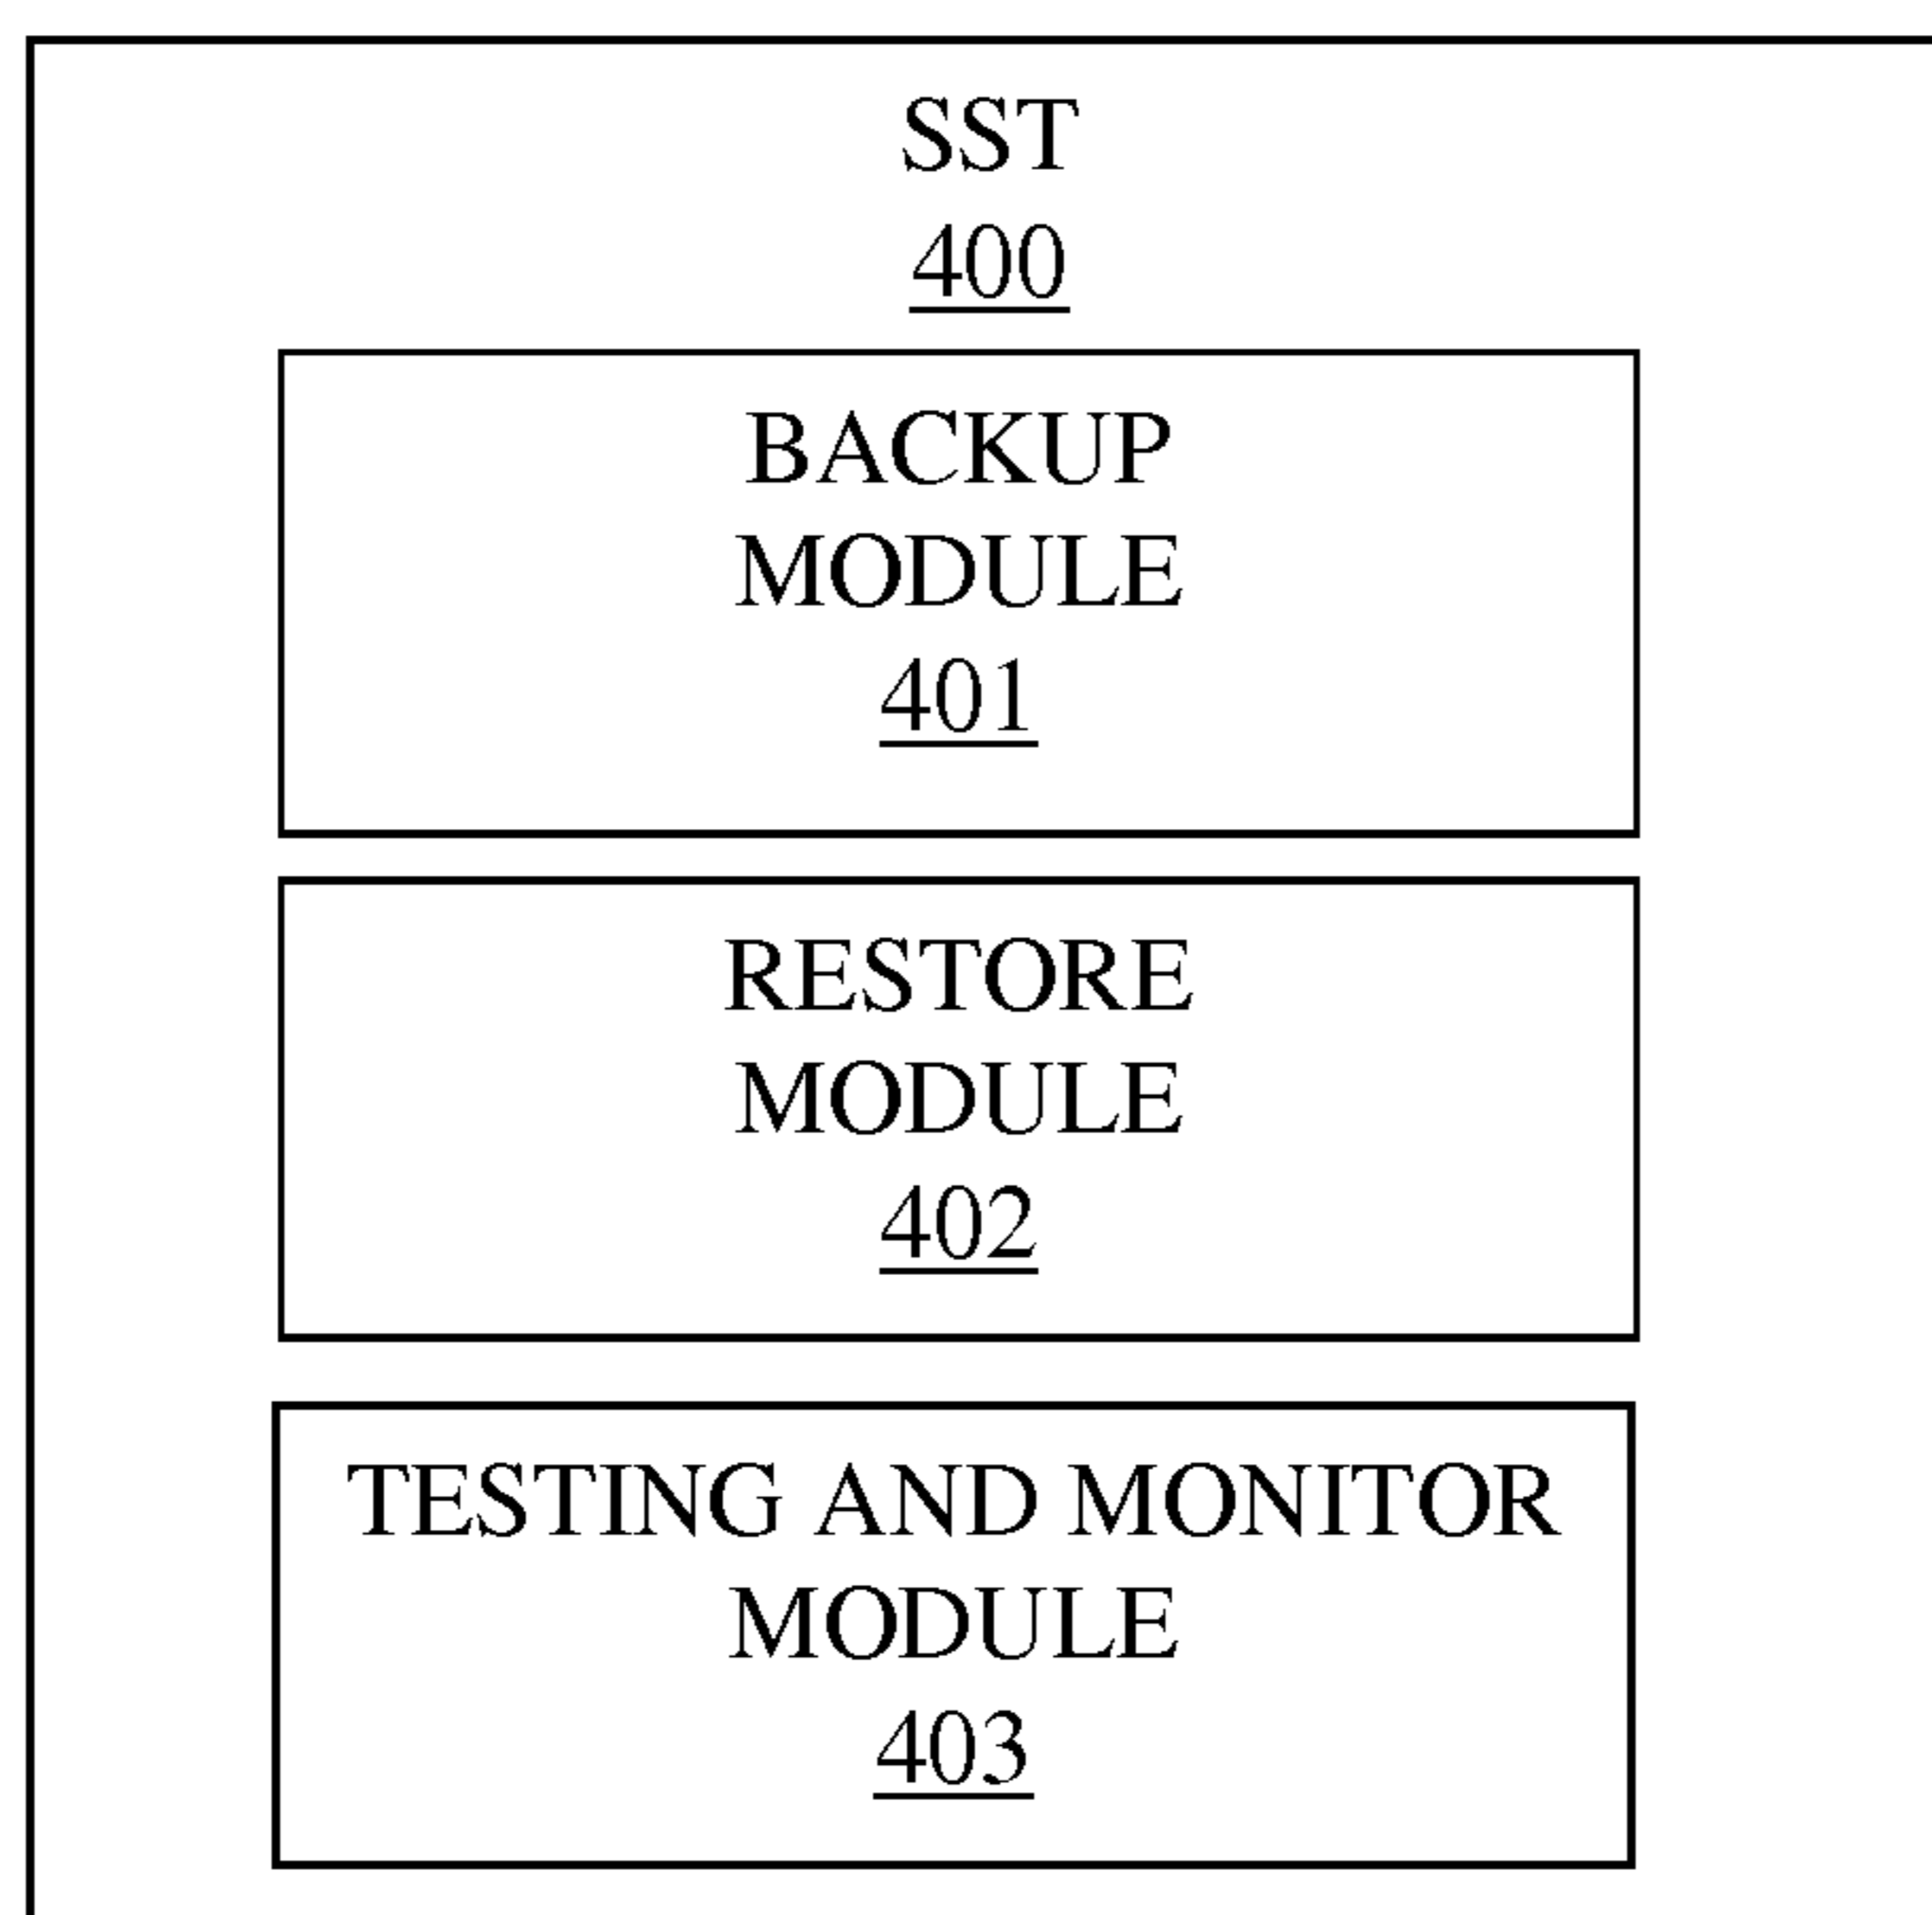 SST
400
BACKUP
MODULE
401
RESTORE
MODULE
402
TESTING AND MONITOR
MODULE
403